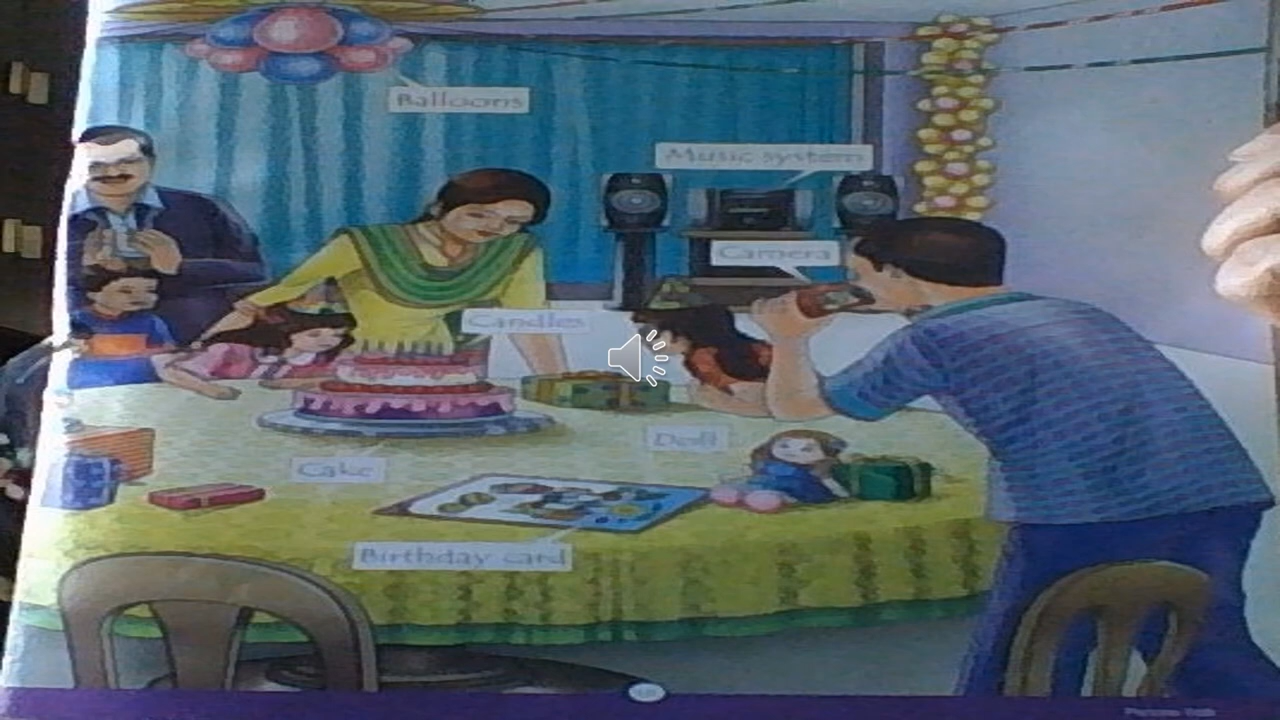 Balloons
Music system
Camera
Candles
Doll
Cake
Birthday card